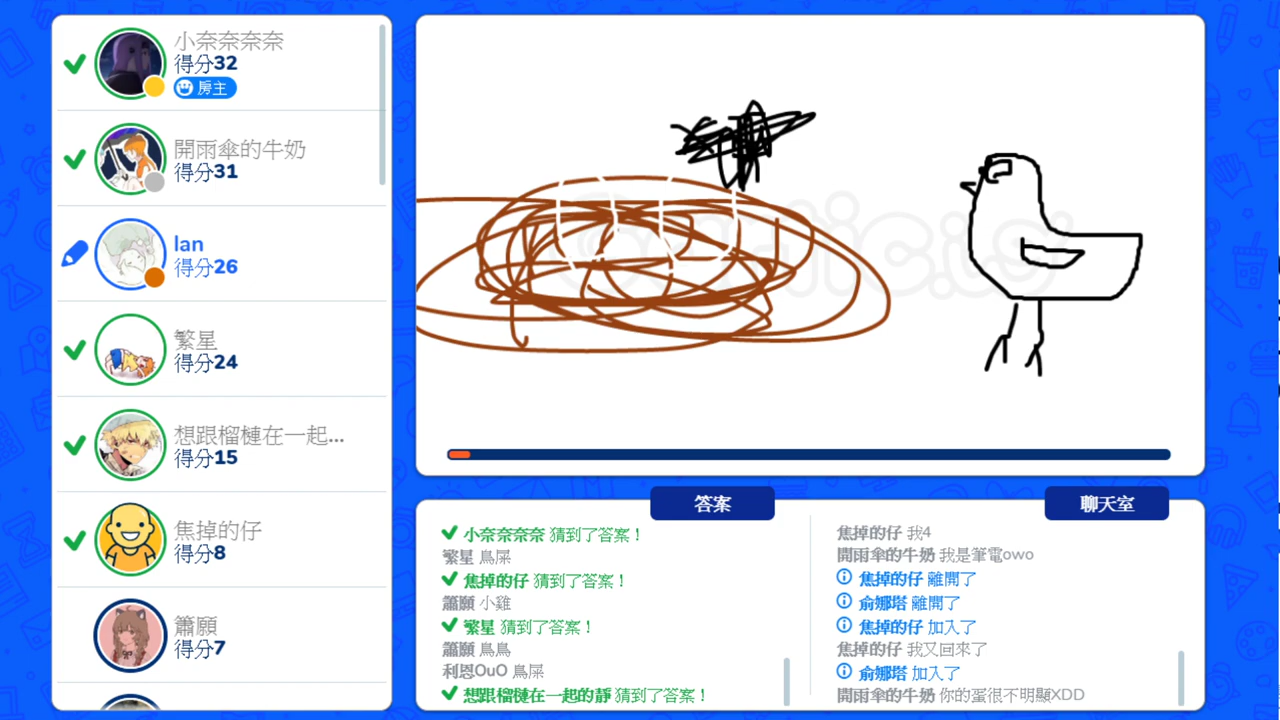 小奈奈奈奈
得分32
房主
開雨傘的牛奶
得分31
lan
得分26
繁星
得分24
想跟榴槤在一起...
得分15
焦掉的仔
得分8
簫願
得分7
gartic.io
答案
小奈奈奈奈 猜到了答案！
繁星 鳥屎
焦掉的仔 猜到了答案！
簫願 小雞
繁星 猜到了答案！
簫願 鳥鳥
利恩OuO 鳥屎
想跟榴槤在一起的靜 猜到了答案！
聊天室
焦掉的仔 我4
開雨傘的牛奶 我是筆電owo
焦掉的仔 離開了
俞娜塔 離開了
焦掉的仔 加入了
焦掉的仔 我又回來了
俞娜塔 加入了
開雨傘的牛奶 你的蛋很不明顯XDD